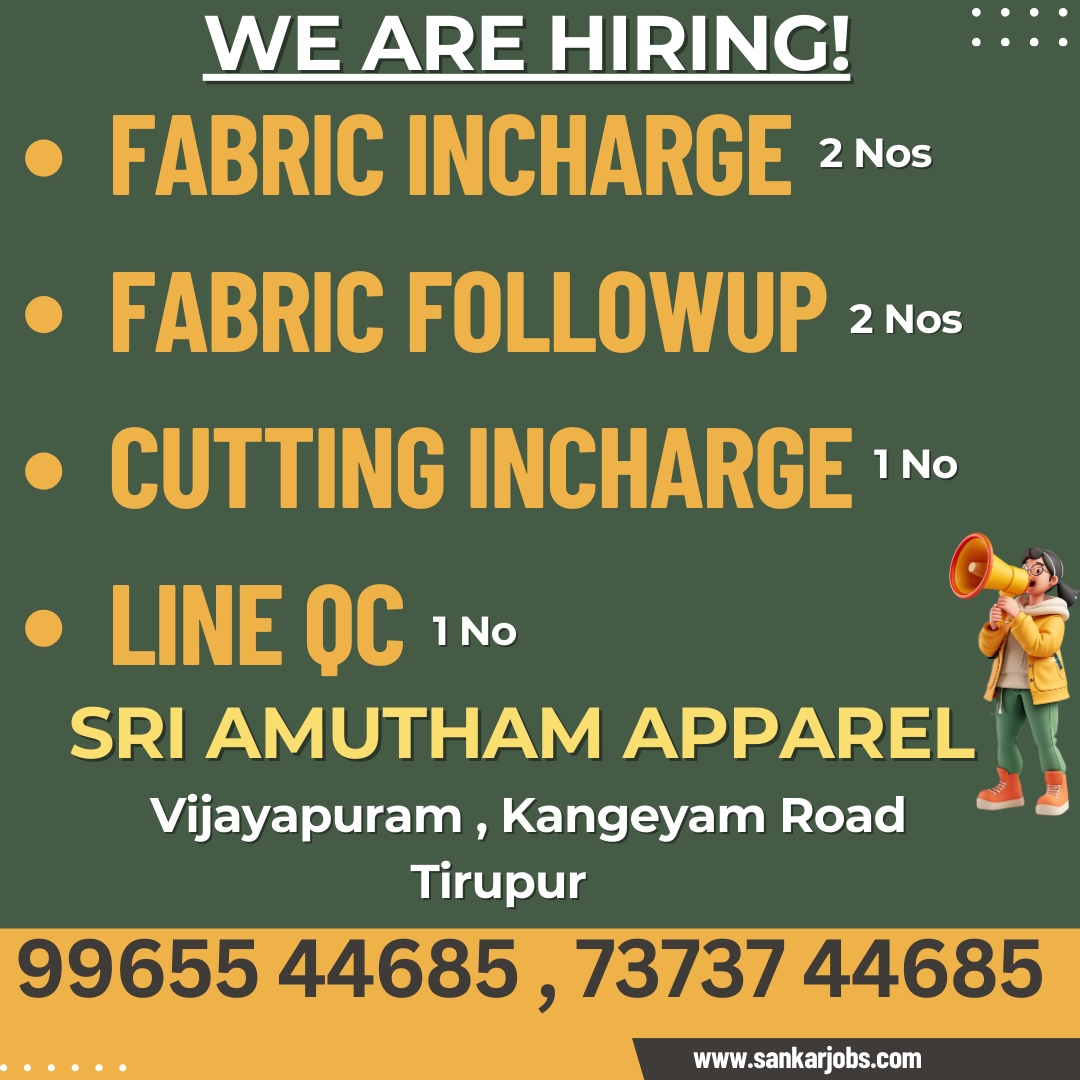 WE ARE HIRING!
FABRIC INCHARGE 2 Nos
FABRIC FOLLOWUP 2 Nos
CUTTING INCHARGE 1 No
LINE QC 1 No
SRI AMUTHAM APPAREL
Vijayapuram , Kangeyam Road
Tirupur
99655 44685 , 73737 44685
www.sankarjobs.com